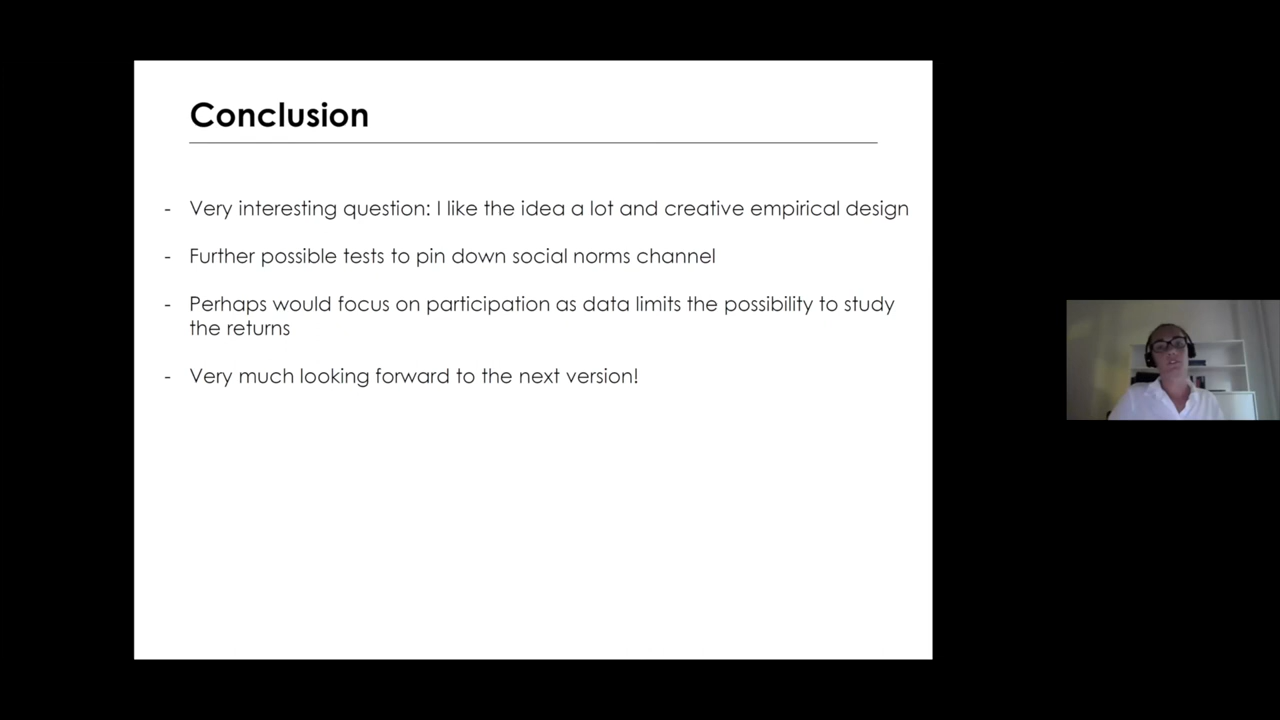 Conclusion
- Very interesting question: I like the idea a lot and creative empirical design
- Further possible tests to pin down social norms channel
- Perhaps would focus on participation as data limits the possibility to study
the returns
- Very much looking forward to the next version!